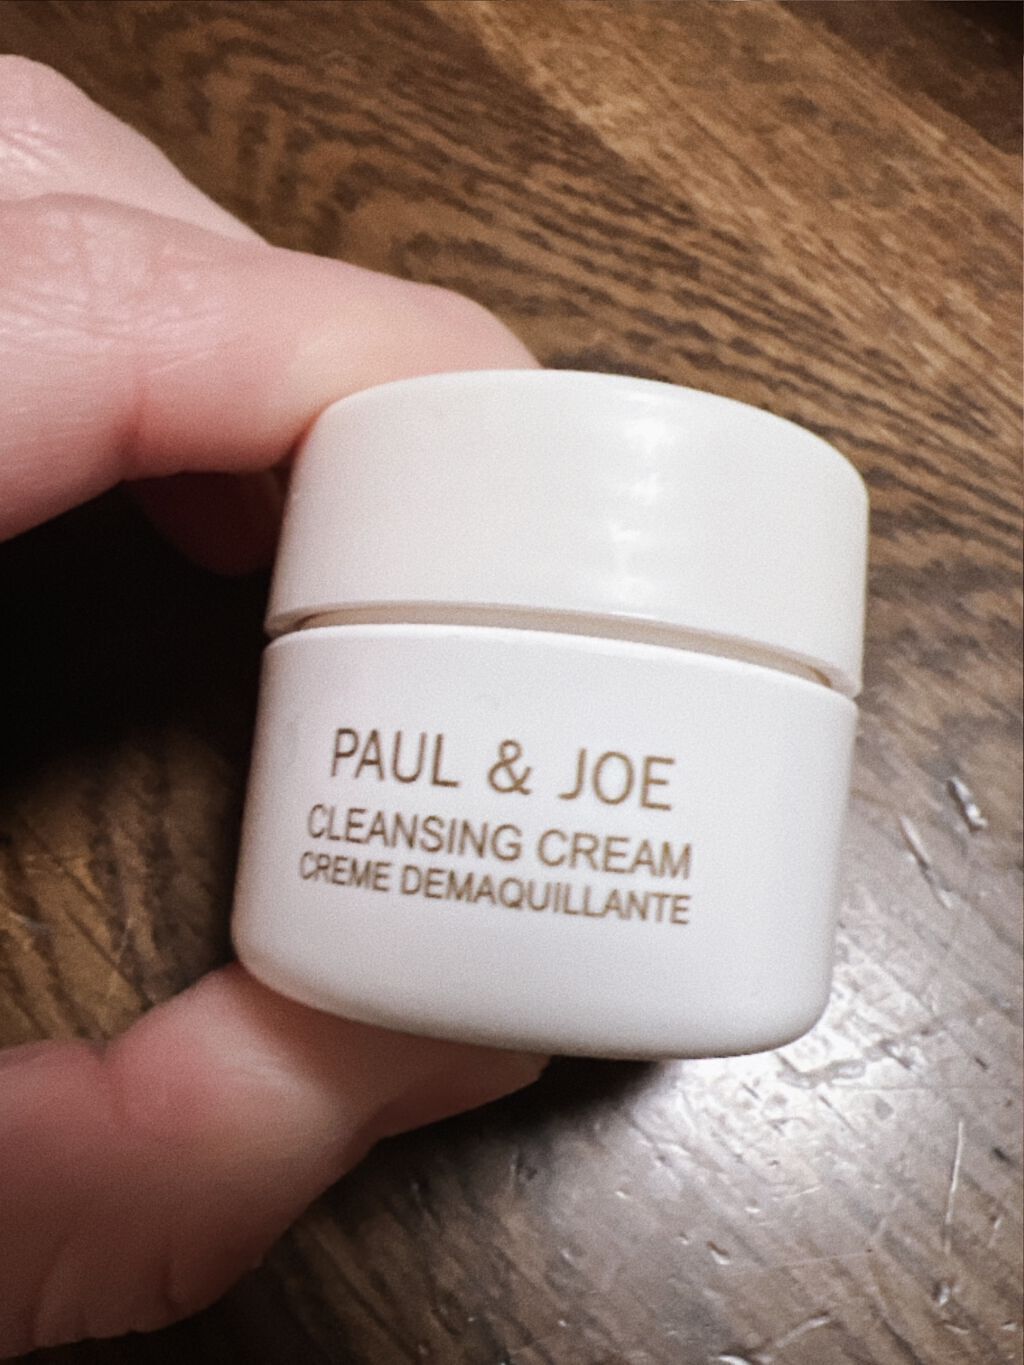 PAUL & JOE
CLEANSING CREAM
CREME DEMAQUILLANTE